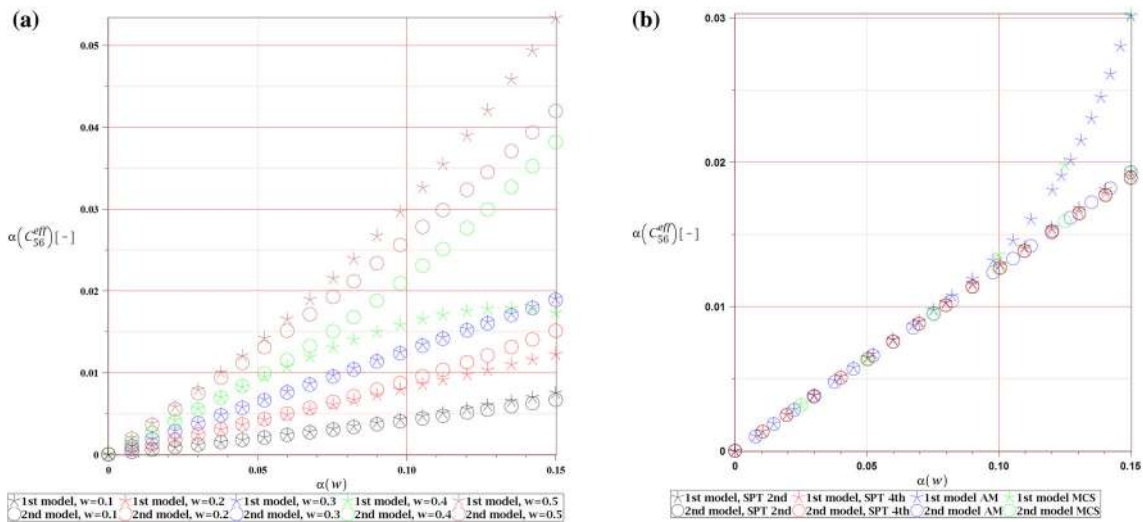 (a)
0.05
0.04
0.03
α(C₅₆ᵉᶠᶠ)[-]
0.02
0.01
0
0 0.05 0.10 0.15
α(w)
1st model, w=0.1 1st model, w=0.2 1st model, w=0.3 1st model, w=0.4 1st model, w=0.5
2nd model, w=0.1 2nd model, w=0.2 2nd model, w=0.3 2nd model, w=0.4 2nd model, w=0.5
(b)
0.03
0.02
α(C₅₆ᵉᶠᶠ)[-]
0.01
0
0 0.05 0.10 0.15
α(w)
1st model, SPT 2nd 1st model, SPT 4th 1st model AM 1st model MCS
2nd model, SPT 2nd 2nd model, SPT 4th 2nd model AM 2nd model MCS